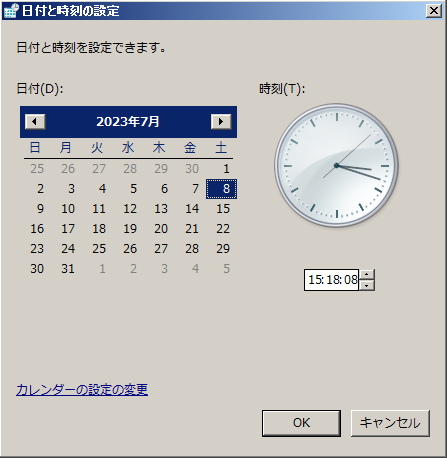 日付と時刻の設定
日付と時刻を設定できます。
日付(D):
時刻(T):
2023年7月
日 月 火 水 木 金 土
25 26 27 28 29 30 1
2 3 4 5 6 7 8
9 10 11 12 13 14 15
16 17 18 19 20 21 22
23 24 25 26 27 28 29
30 31 1 2 3 4 5
15:18:08
カレンダーの設定の変更
OK
キャンセル